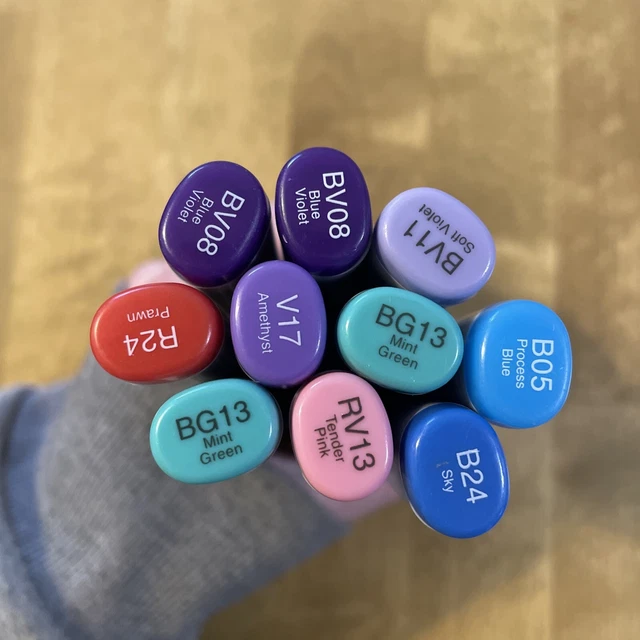 BV08
Blue
Violet
BV08
Blue
Violet
BV11
Soft Violet
R24
Prawn
V17
Amethyst
BG13
Mint
Green
B05
Process
Blue
BG13
Mint
Green
RV13
Tender
Pink
B24
Sky